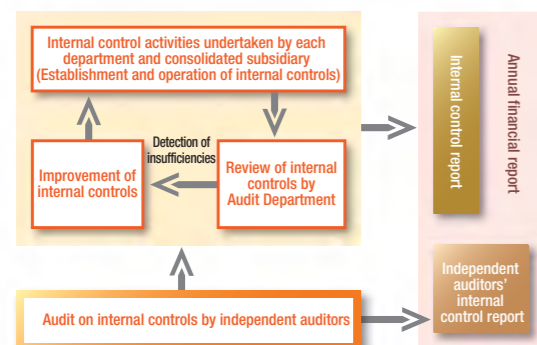 Internal control activities undertaken by each
department and consolidated subsidiary
(Establishment and operation of internal controls)
Detection of
insufficiencies
Improvement of
internal controls
Review of internal
controls by
Audit Department
Internal control report
Annual financial report
Audit on internal controls by independent auditors
Independent
auditors’
internal
control report